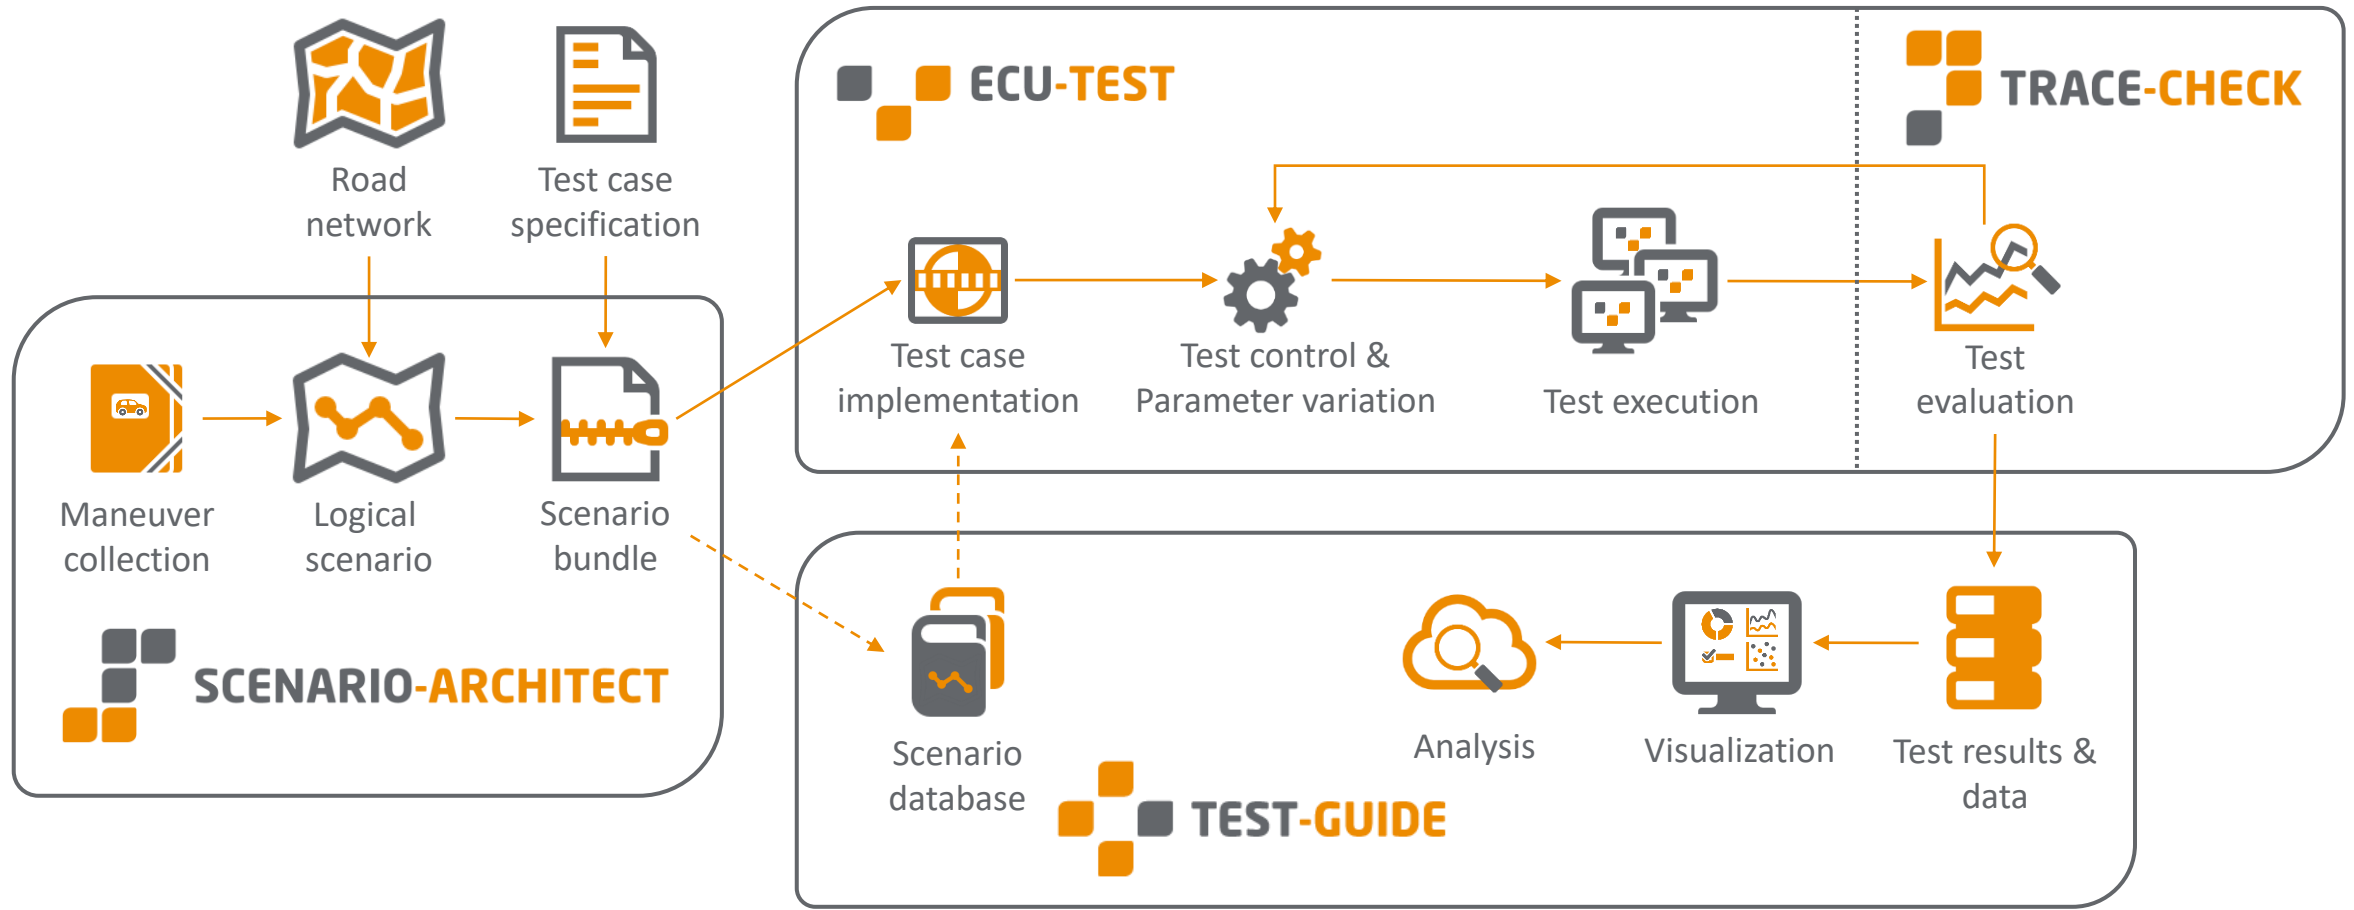 Road
network
Test case
specification
ECU-TEST
TRACE-CHECK
Test case
implementation
Test control &
Parameter variation
Test execution
Test
evaluation
Maneuver
collection
Logical
scenario
Scenario
bundle
SCENARIO-ARCHITECT
Scenario
database
Analysis
Visualization
Test results &
data
TEST-GUIDE